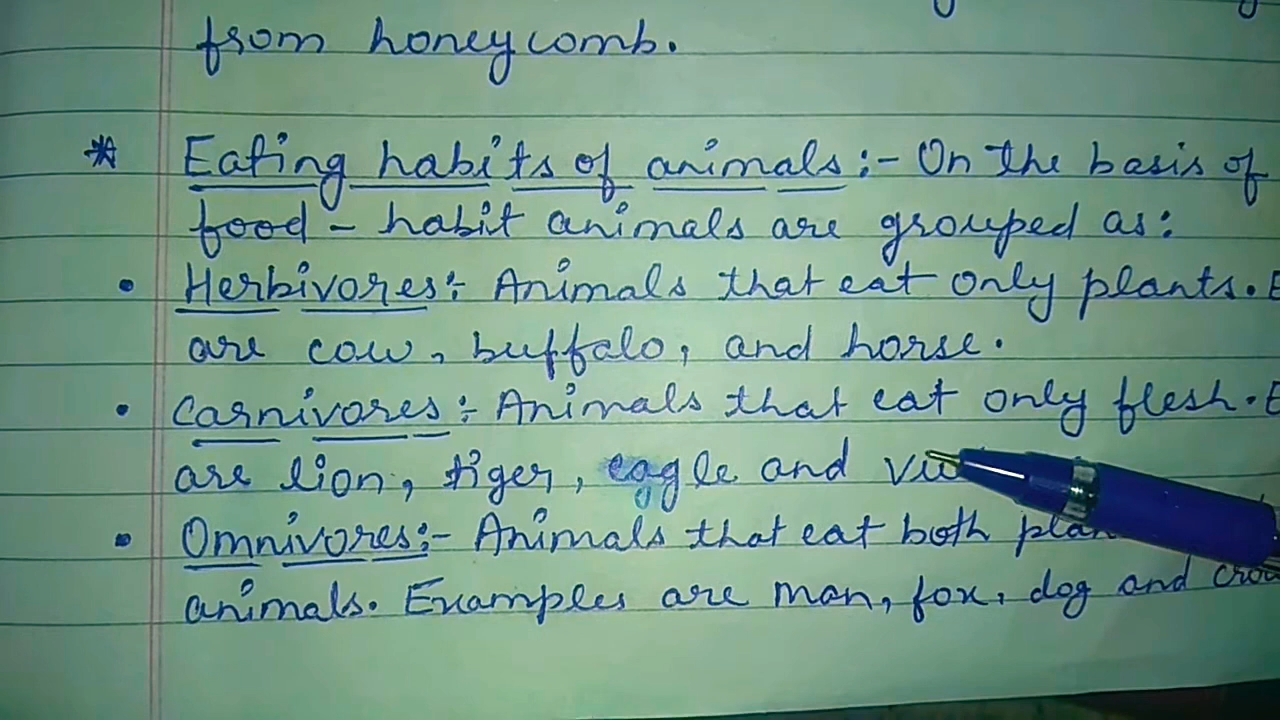 from honeycomb.
* Eating habits of animals :- On the basis of
food - habit animals are grouped as:
• Herbivores:- Animals that eat only plants.
are cow, buffalo, and horse.
• Carnivores:- Animals that eat only flesh.
are lion, tiger, eagle and
• Omnivores:- Animals that eat both
animals. Examples are man, fox, dog and